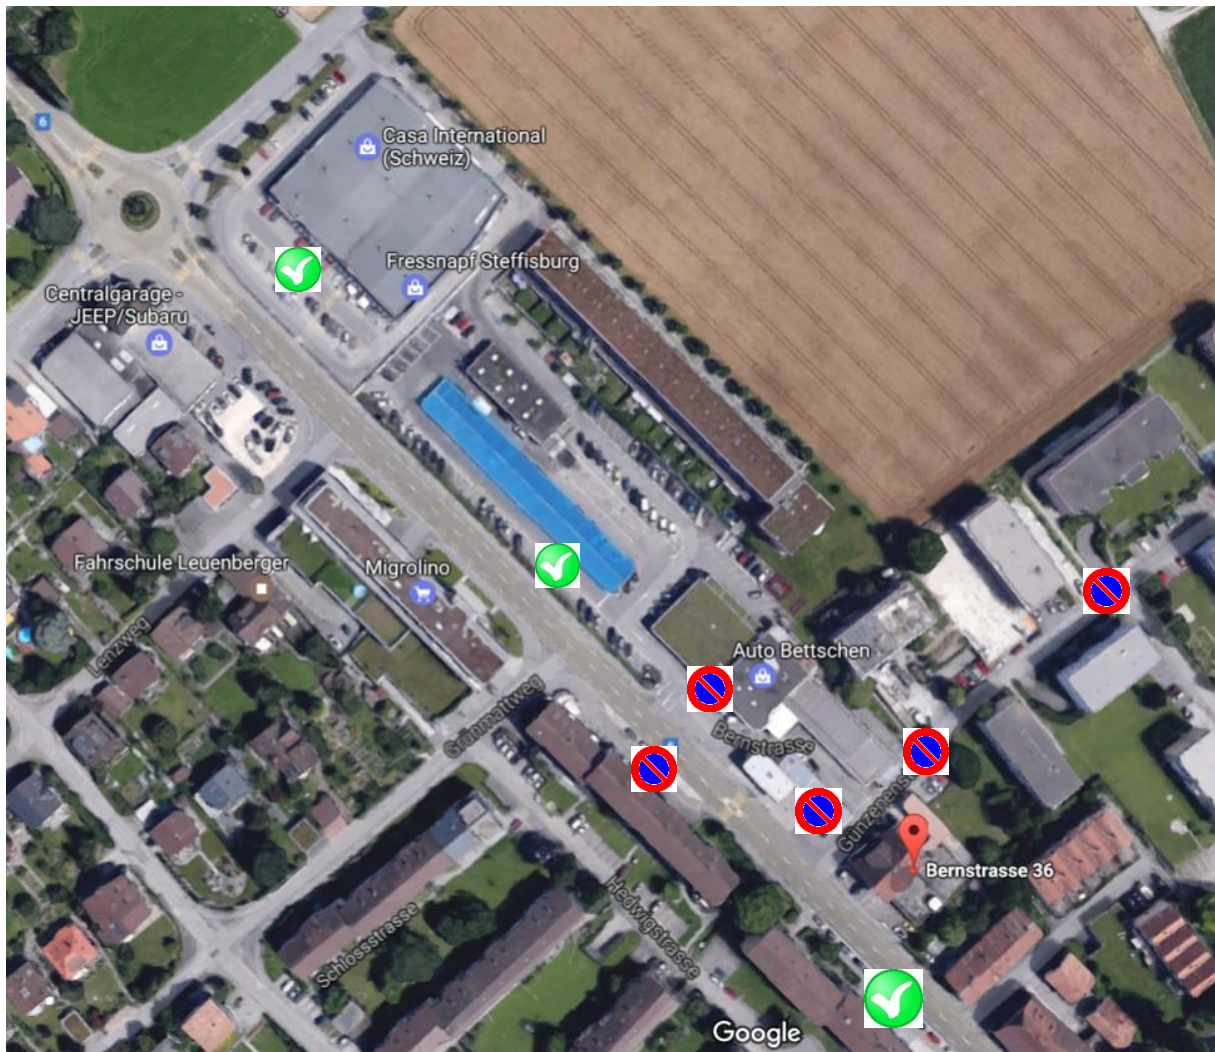 6
Casa International
(Schweiz)
Fressnapf Steffisburg
Centralgarage -
JEEP/Subaru
Fahrschule Leuenberger
Migrolino
Lenzweg
Auto Bettschen
Grünmattweg
Bernstrasse
Bernstrasse 36
Hedwigstrasse
Schlossstrasse
Google